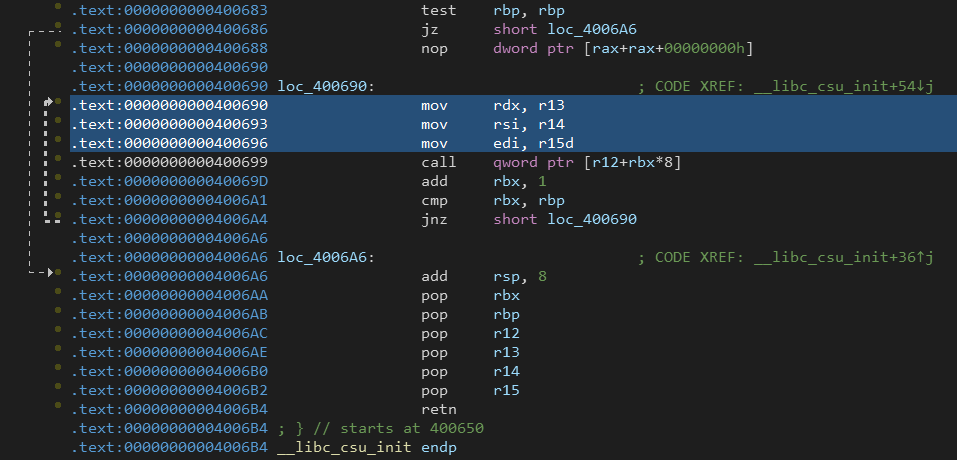 .text:0000000000400683 test rbp, rbp
.text:0000000000400686 jz short loc_4006A6
.text:0000000000400688 nop dword ptr [rax+rax+00000000h]
.text:0000000000400690
.text:0000000000400690 loc_400690: ; CODE XREF: __libc_csu_init+54↓j
.text:0000000000400690 mov rdx, r13
.text:0000000000400693 mov rsi, r14
.text:0000000000400696 mov edi, r15d
.text:0000000000400699 call qword ptr [r12+rbx*8]
.text:000000000040069D add rbx, 1
.text:00000000004006A1 cmp rbx, rbp
.text:00000000004006A4 jnz short loc_400690
.text:00000000004006A6
.text:00000000004006A6 loc_4006A6: ; CODE XREF: __libc_csu_init+36↑j
.text:00000000004006A6 add rsp, 8
.text:00000000004006AA pop rbx
.text:00000000004006AB pop rbp
.text:00000000004006AC pop r12
.text:00000000004006AE pop r13
.text:00000000004006B0 pop r14
.text:00000000004006B2 pop r15
.text:00000000004006B4 retn
.text:00000000004006B4 ; } // starts at 400650
.text:00000000004006B4 __libc_csu_init endp